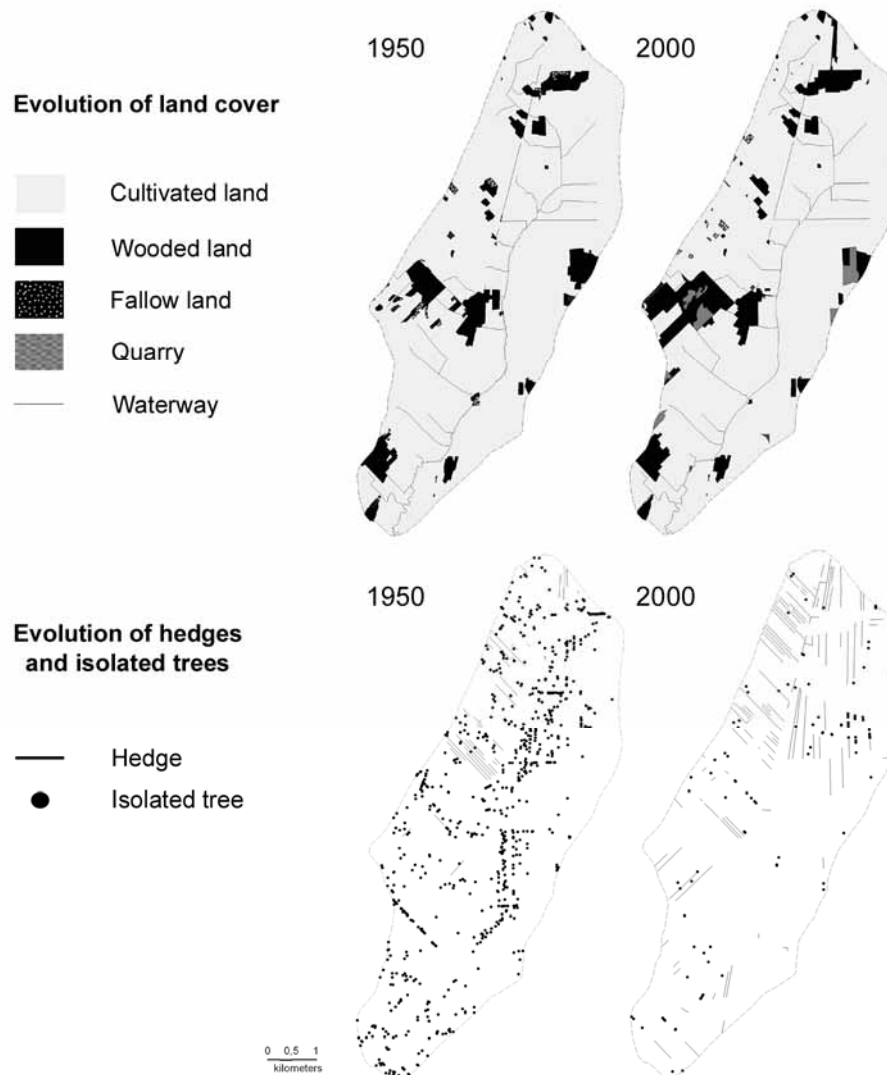 1950
2000
Evolution of land cover
Cultivated land
Wooded land
Fallow land
Quarry
Waterway
1950
2000
Evolution of hedges
and isolated trees
Hedge
Isolated tree
0 0,5 1
kilometers